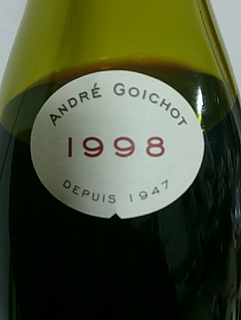 ANDRÉ GOICHOT
1998
DEPUIS 1947